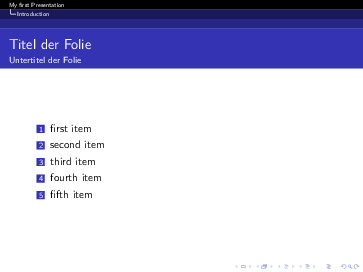 My first Presentation
Introduction
Titel der Folie
Untertitel der Folie
1 first item
2 second item
3 third item
4 fourth item
5 fifth item